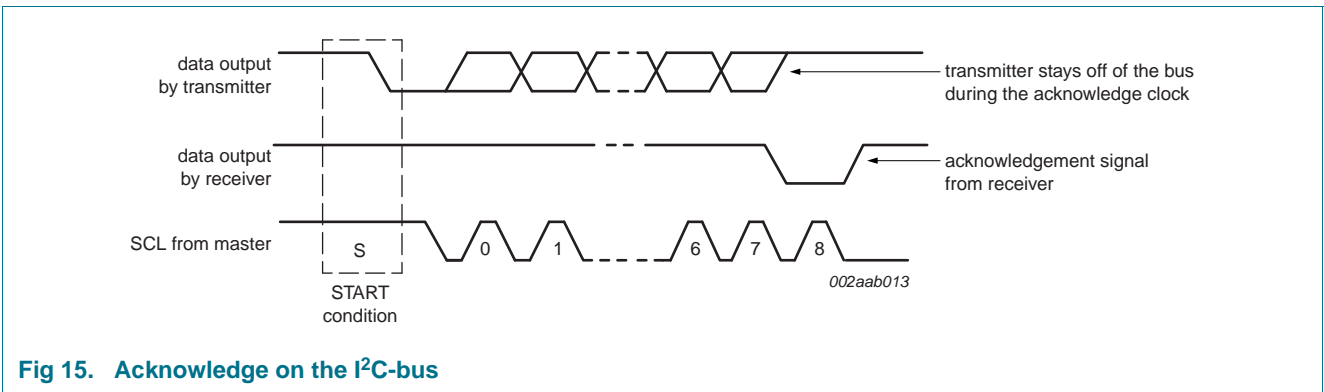 data output
by transmitter
transmitter stays off of the bus
during the acknowledge clock
data output
by receiver
acknowledgement signal
from receiver
SCL from master
S
0
1
6
7
8
002aab013
START
condition
Fig 15. Acknowledge on the I²C-bus